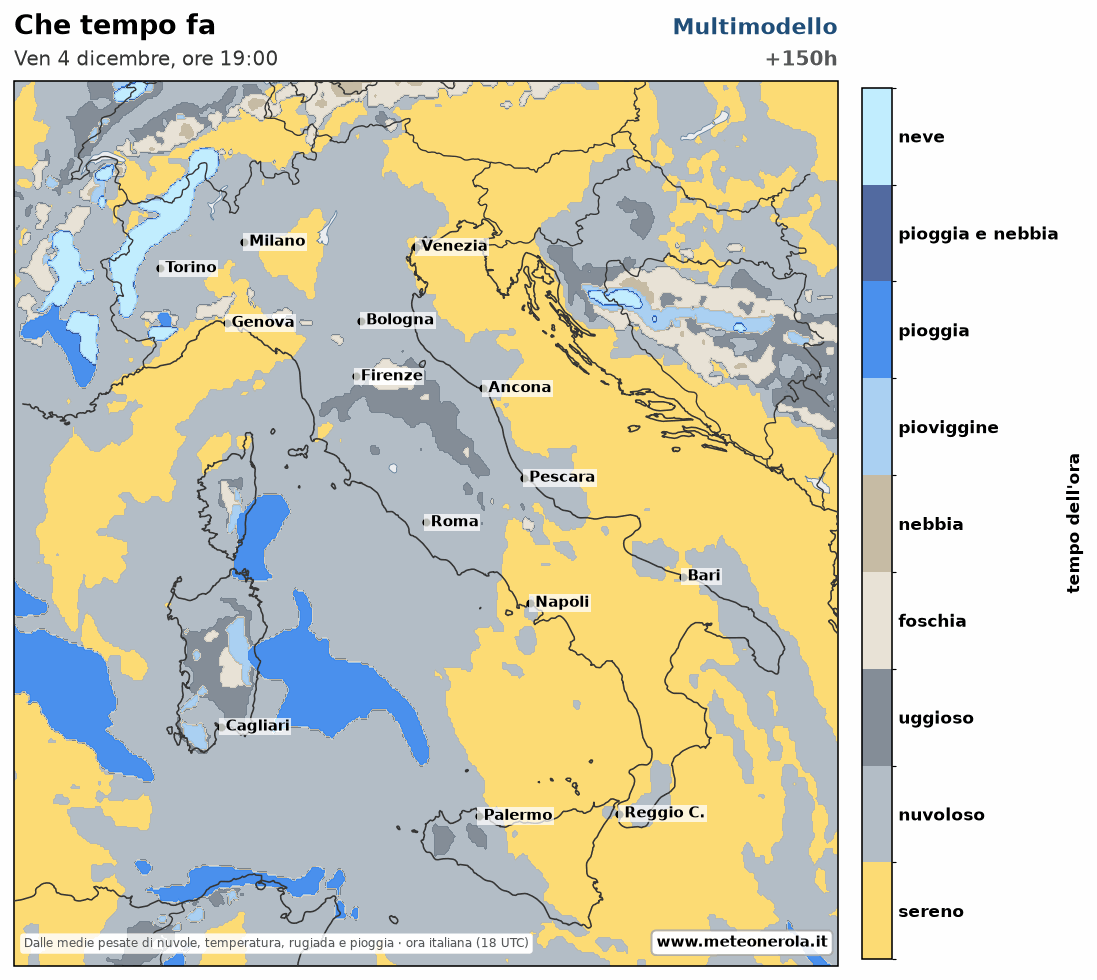 Che tempo fa
Multimodello
Ven 4 dicembre, ore 19:00
+150h
neve
pioggia e nebbia
pioggia
pioviggine
nebbia
foschia
uggioso
nuvoloso
sereno
tempo dell'ora
Milano
Venezia
Torino
Genova
Bologna
Firenze
Ancona
Pescara
Roma
Bari
Napoli
Cagliari
Palermo
Reggio C.
Dalle medie pesate di nuvole, temperatura, rugiada e pioggia · ora italiana (18 UTC)
www.meteonerola.it